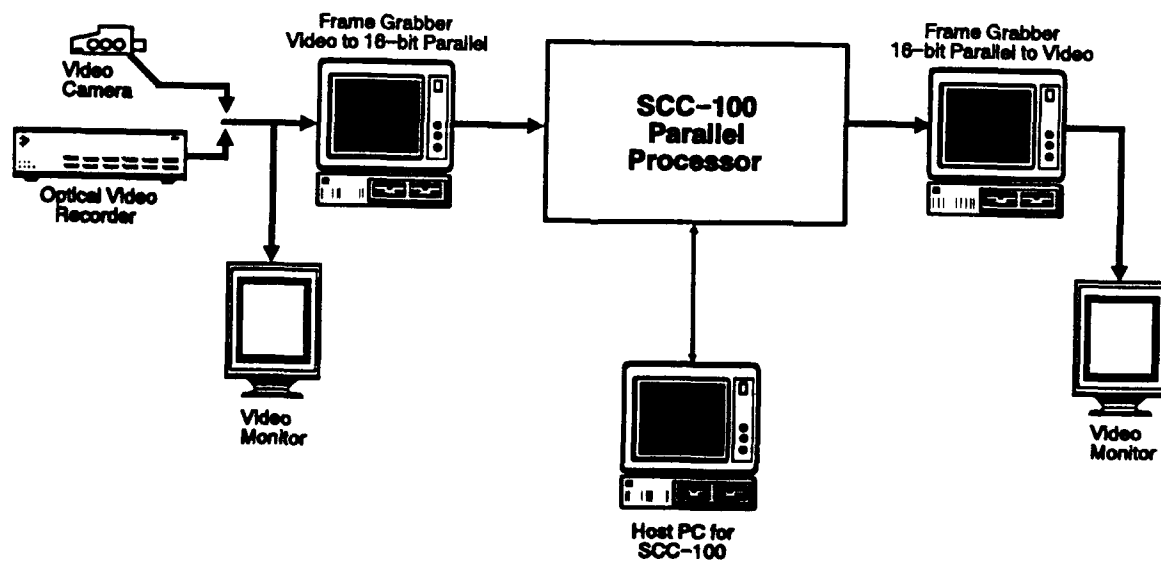 Frame Grabber
Video to 16-bit Parallel
Video
Camera
Optical Video
Recorder
Video
Monitor
SCC-100
Parallel
Processor
Host PC for
SCC-100
Frame Grabber
16-bit Parallel to Video
Video
Monitor